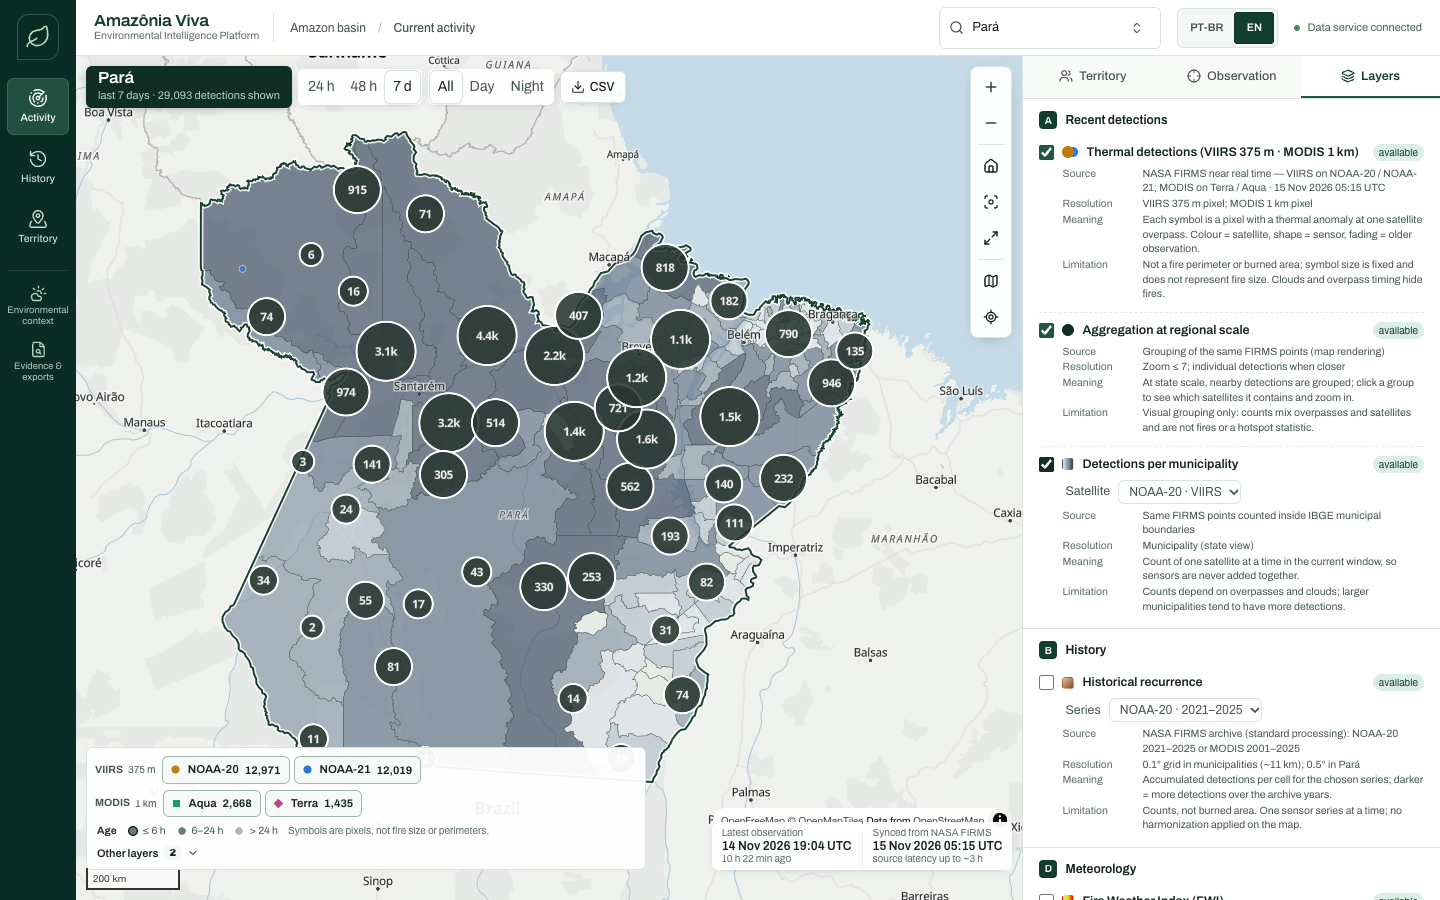 Amazônia Viva
Environmental Intelligence Platform
Amazon basin / Current activity
Pará
PT-BR
EN
Data service connected
Activity
History
Territory
Environmental
context
Evidence &
exports
Pará
last 7 days · 29,093 detections shown
24 h
48 h
7 d
All
Day
Night
CSV
Cottica
GUIANA
Boa Vista
Amapá
AMAPÁ
Macapá
Belém
Bragança
Santarém
Manaus
Itacoatiara
São Luís
Bacabal
MARANHÃO
Imperatriz
PARÁ
Araguaína
Balsas
Palmas
Sinop
Barreiras
Brazil
915
71
6
16
74
3.1k
4.4k
407
2.2k
818
182
1.1k
790
135
946
974
1.2k
721
3.2k
514
1.4k
1.6k
1.5k
3
141
305
562
140
232
24
193
111
34
55
17
43
330
253
82
2
31
81
14
74
11
VIIRS 375 m
NOAA-20 12,971
NOAA-21 12,019
MODIS 1 km
Aqua 2,668
Terra 1,435
Age ≤ 6 h 6–24 h > 24 h Symbols are pixels, not fire size or perimeters.
Other layers 2
200 km
OpenFreeMap © OpenMapTiles Data from OpenStreetMap
Latest observation
14 Nov 2026 19:04 UTC
10 h 22 min ago
Synced from NASA FIRMS
15 Nov 2026 05:15 UTC
source latency up to ~3 h
Territory
Observation
Layers
A Recent detections
Thermal detections (VIIRS 375 m · MODIS 1 km) available
Source NASA FIRMS near real time — VIIRS on NOAA-20 / NOAA-
21; MODIS on Terra / Aqua · 15 Nov 2026 05:15 UTC
Resolution VIIRS 375 m pixel; MODIS 1 km pixel
Meaning Each symbol is a pixel with a thermal anomaly at one satellite
overpass. Colour = satellite, shape = sensor, fading = older
observation.
Limitation Not a fire perimeter or burned area; symbol size is fixed and
does not represent fire size. Clouds and overpass timing hide
fires.
Aggregation at regional scale available
Source Grouping of the same FIRMS points (map rendering)
Resolution Zoom ≤ 7; individual detections when closer
Meaning At state scale, nearby detections are grouped; click a group
to see which satellites it contains and zoom in.
Limitation Visual grouping only: counts mix overpasses and satellites
and are not fires or a hotspot statistic.
Detections per municipality available
Satellite NOAA-20 · VIIRS
Source Same FIRMS points counted inside IBGE municipal
boundaries
Resolution Municipality (state view)
Meaning Count of one satellite at a time in the current window, so
sensors are never added together.
Limitation Counts depend on overpasses and clouds; larger
municipalities tend to have more detections.
B History
Historical recurrence available
Series NOAA-20 · 2021–2025
Source NASA FIRMS archive (standard processing): NOAA-20
2021–2025 or MODIS 2001–2025
Resolution 0.1° grid in municipalities (~11 km); 0.5° in Pará
Meaning Accumulated detections per cell for the chosen series; darker
= more detections over the archive years.
Limitation Counts, not burned area. One sensor series at a time; no
harmonization applied on the map.
D Meteorology
Fire Weather Index (FWI) available